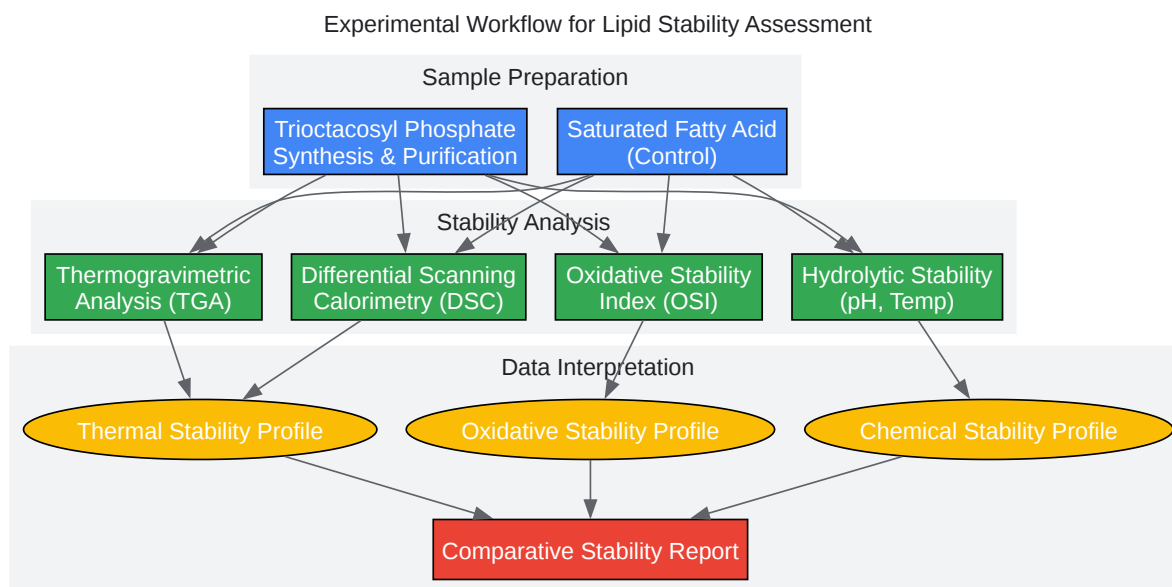 Experimental Workflow for Lipid Stability Assessment
Sample Preparation
Trioctacosyl Phosphate
Synthesis & Purification
Saturated Fatty Acid
(Control)
Stability Analysis
Thermogravimetric
Analysis (TGA)
Differential Scanning
Calorimetry (DSC)
Oxidative Stability
Index (OSI)
Hydrolytic Stability
(pH, Temp)
Data Interpretation
Thermal Stability Profile
Oxidative Stability Profile
Chemical Stability Profile
Comparative Stability Report